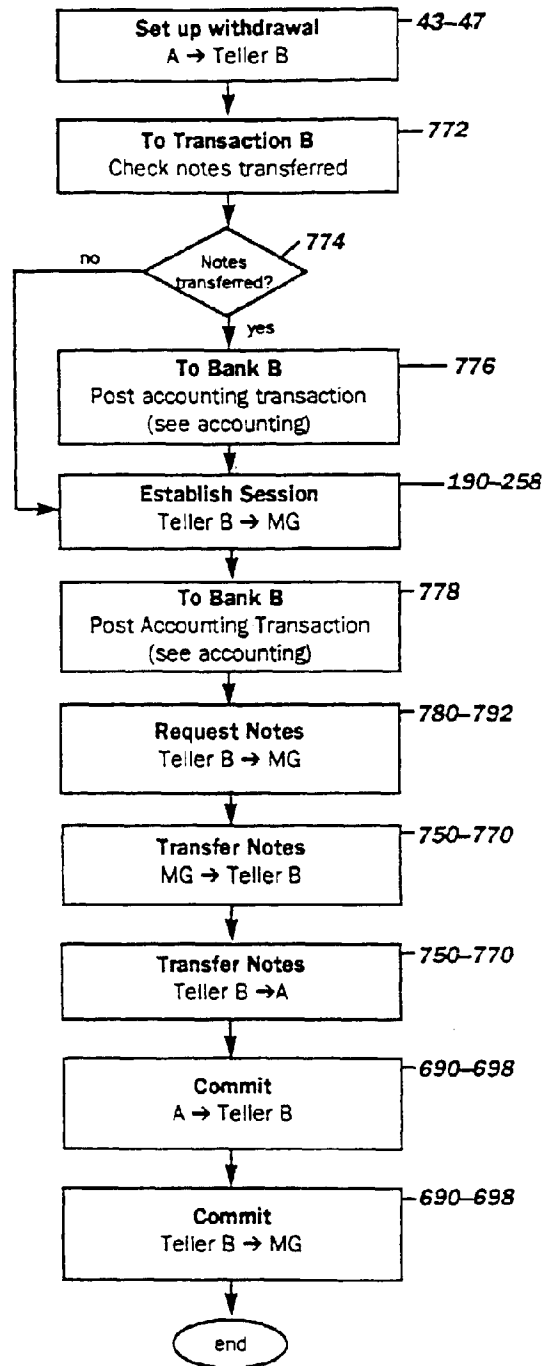 Set up withdrawal
A → Teller B
43–47
To Transaction B
Check notes transferred
772
Notes
transferred?
774
no
yes
To Bank B
Post accounting transaction
(see accounting)
776
Establish Session
Teller B → MG
190–258
To Bank B
Post Accounting Transaction
(see accounting)
778
Request Notes
Teller B → MG
780–792
Transfer Notes
MG → Teller B
750–770
Transfer Notes
Teller B →A
750–770
Commit
A → Teller B
690–698
Commit
Teller B → MG
690–698
end